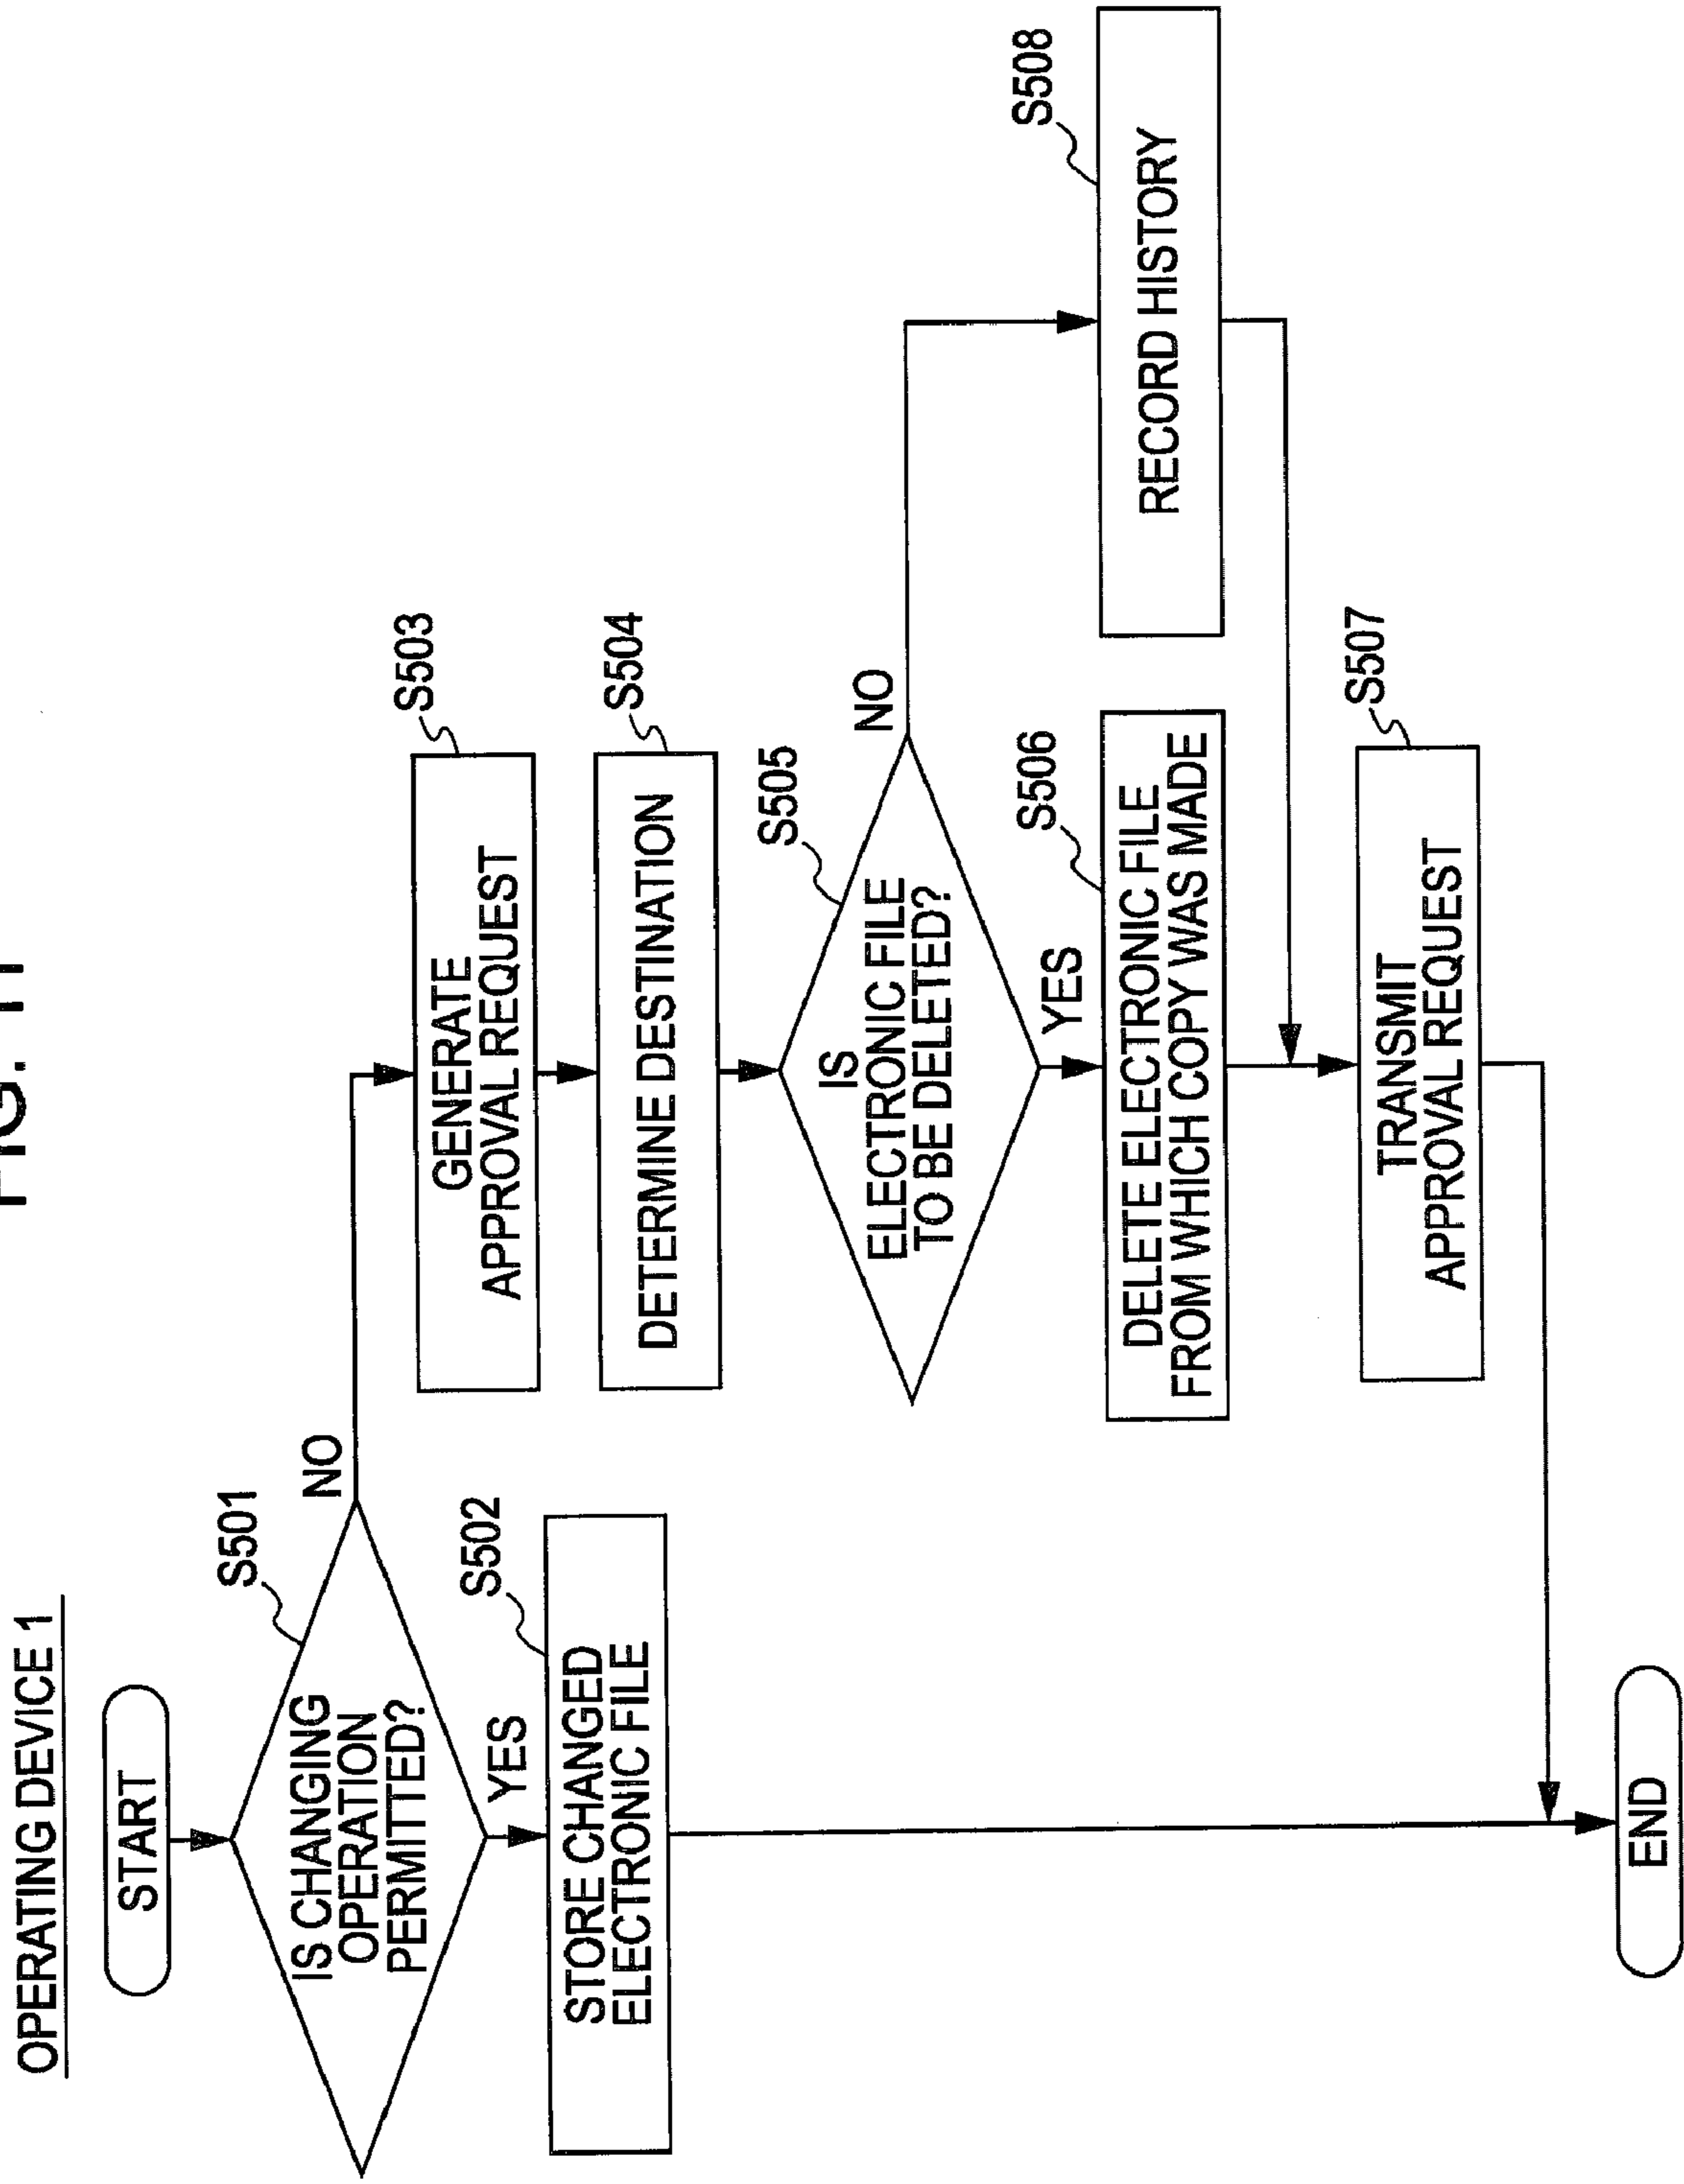 FIG. 11
OPERATING DEVICE 1
START
S501
IS CHANGING
OPERATION
PERMITTED?
NO
YES
S502
STORE CHANGED
ELECTRONIC FILE
S503
GENERATE
APPROVAL REQUEST
S504
DETERMINE DESTINATION
S505
IS
ELECTRONIC FILE
TO BE DELETED?
NO
YES
S506
DELETE ELECTRONIC FILE
FROM WHICH COPY WAS MADE
S508
RECORD HISTORY
S507
TRANSMIT
APPROVAL REQUEST
END